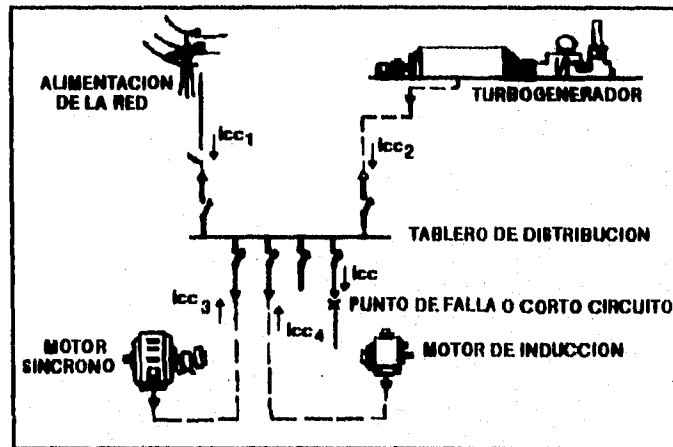 ALIMENTACION
DE LA RED
TURBOGENERADOR
Icc1
Icc2
TABLERO DE DISTRIBUCION
Icc
Icc3
Icc4
PUNTO DE FALLA O CORTO CIRCUITO
MOTOR
SINCRONO
MOTOR DE INDUCCION